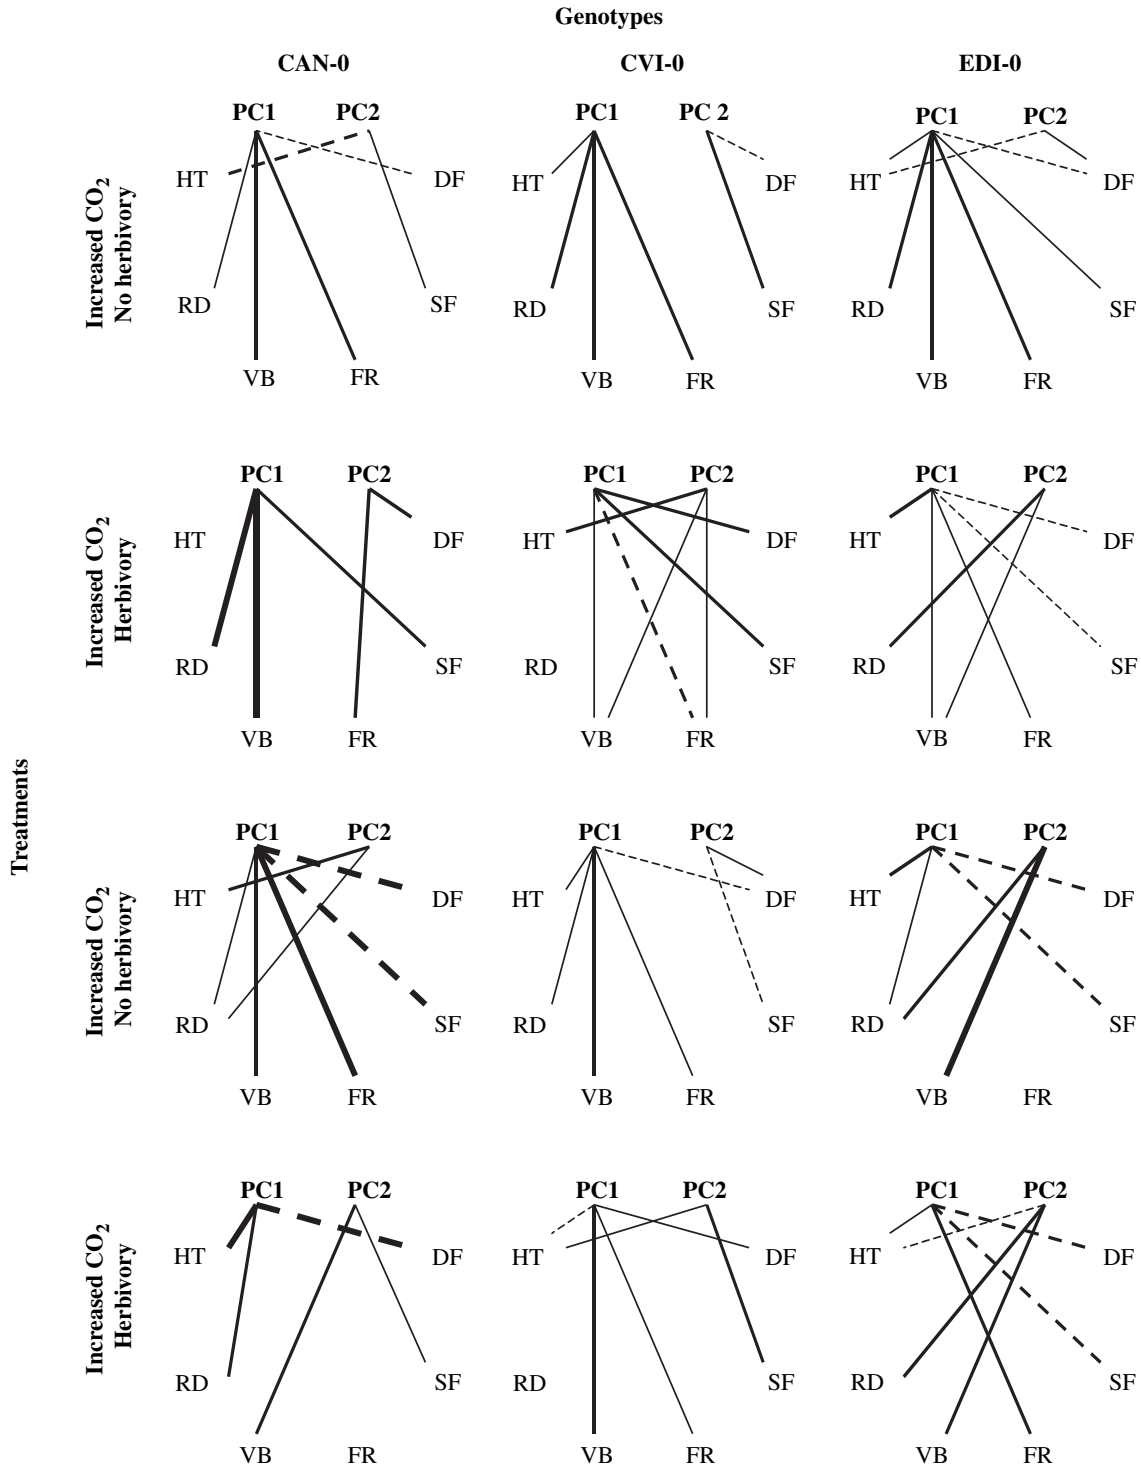 Genotypes
CAN-0 CVI-0 EDI-0
Treatments
Increased CO2
No herbivory
PC1 PC2 PC1 PC 2 PC1 PC2
HT DF HT DF HT DF
RD SF RD SF RD SF
VB FR VB FR VB FR
Increased CO2
Herbivory
PC1 PC2 PC1 PC2 PC1 PC2
HT DF HT DF HT DF
RD SF RD SF RD SF
VB FR VB FR VB FR
Increased CO2
No herbivory
PC1 PC2 PC1 PC2 PC1 PC2
HT DF HT DF HT DF
RD SF RD SF RD SF
VB FR VB FR VB FR
Increased CO2
Herbivory
PC1 PC2 PC1 PC2 PC1 PC2
HT DF HT DF HT DF
RD SF RD SF RD SF
VB FR VB FR VB FR